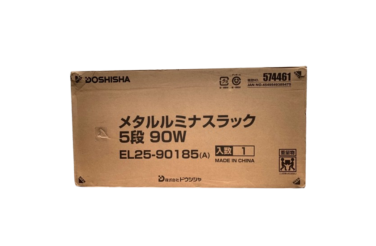 DOSHISHA
574461
メタルルミナスラック
5段 90W
EL25-90185(A)
入数 1
MADE IN CHINA
株式会社 ドウシシャ